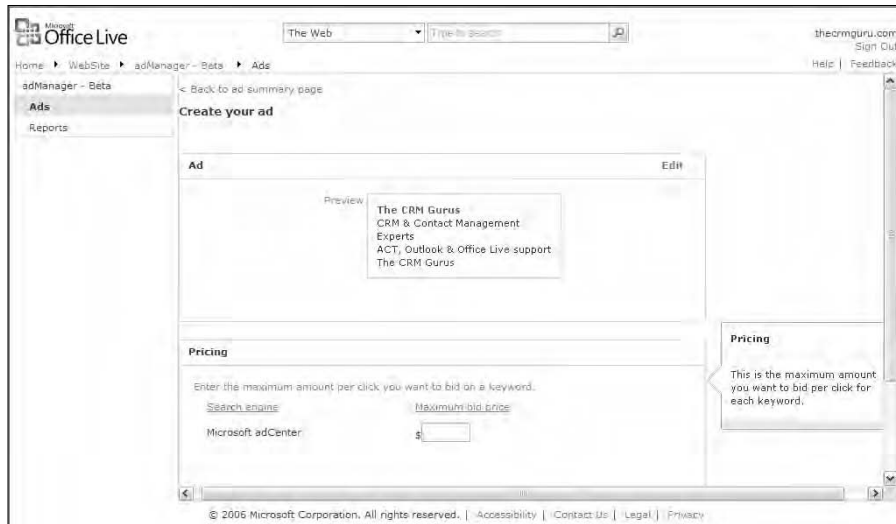 Microsoft
Office Live
The Web
Type to search
thecrmguru.com
Sign Out
Home WebSite adManager - Beta Ads
Help | Feedback
adManager - Beta
Ads
Reports
< Back to ad summary page
Create your ad
Ad
Edit
Preview
The CRM Gurus
CRM & Contact Management
Experts
ACT, Outlook & Office Live support
The CRM Gurus
Pricing
Enter the maximum amount per click you want to bid on a keyword.
Search engine
Maximum bid price
Microsoft adCenter
$
Pricing
This is the maximum amount
you want to bid per click for
each keyword.
© 2006 Microsoft Corporation. All rights reserved. | Accessibility | Contact Us | Legal | Privacy